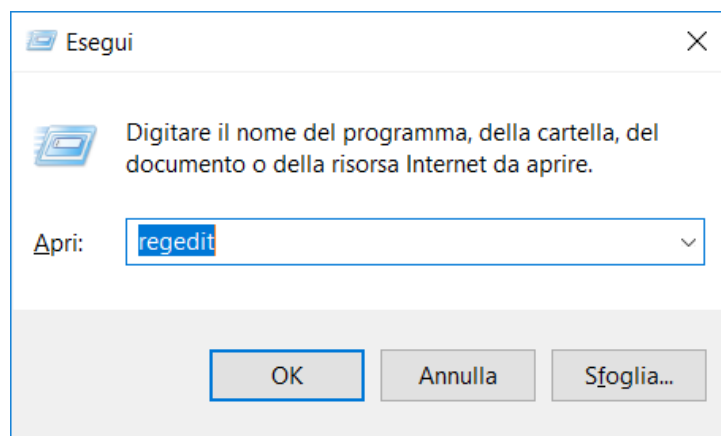 Esegui
Digitare il nome del programma, della cartella, del
documento o della risorsa Internet da aprire.
Apri: regedit
OK Annulla Sfoglia...